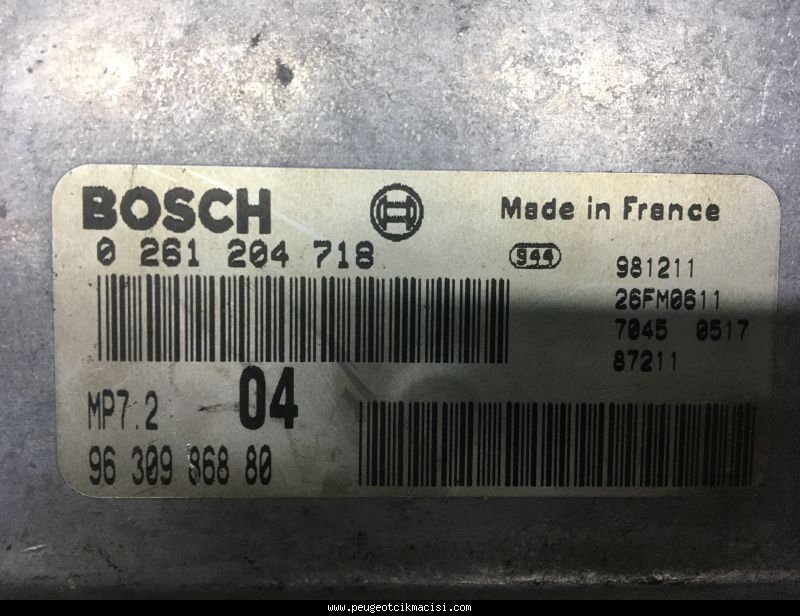 BOSCH Made in France
0 261 204 718 944 981211
26FM0611
7045 0517
87211
MP7.2 04
96 309 868 80
www.peugeotcikmacisi.com